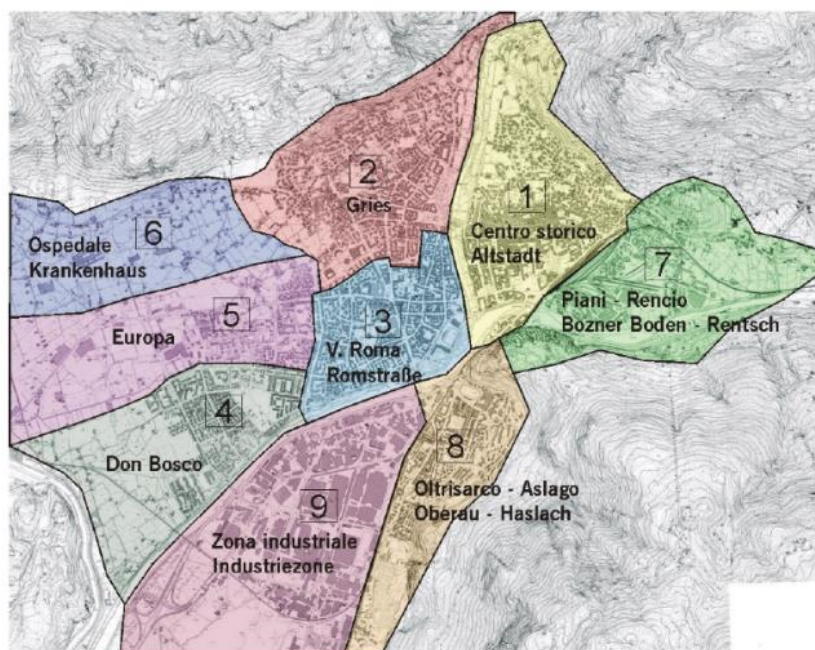 2
Gries
1
Centro storico
Altstadt
6
Ospedale
Krankenhaus
7
Piani - Rencio
Bozner Boden - Rentsch
5
Europa
3
V. Roma
Romstraße
4
Don Bosco
8
Oltrisarco - Aslago
Oberau - Haslach
9
Zona industriale
Industriezone